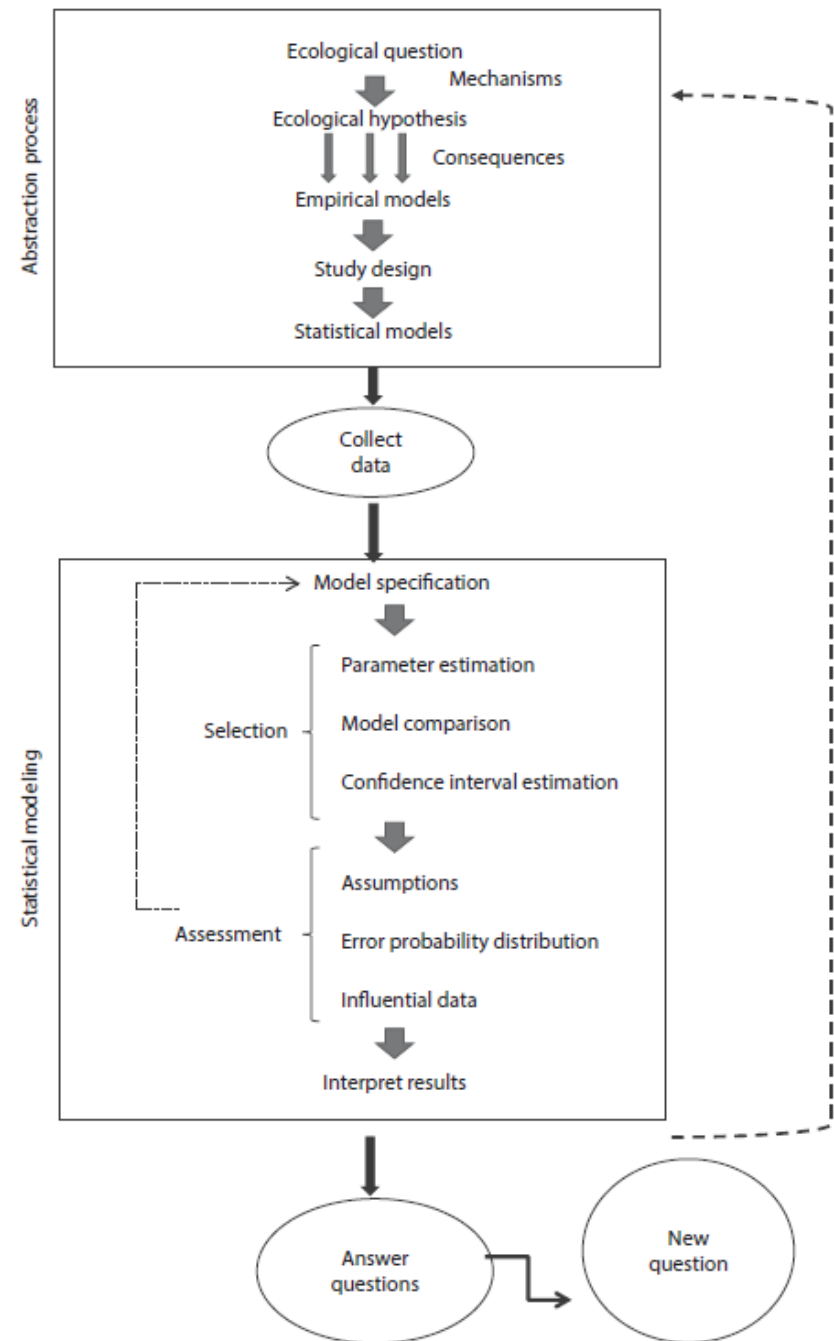 Abstraction process
Ecological question
Mechanisms
Ecological hypothesis
Consequences
Empirical models
Study design
Statistical models
Collect
data
Statistical modeling
Model specification
Selection
Parameter estimation
Model comparison
Confidence interval estimation
Assessment
Assumptions
Error probability distribution
Influential data
Interpret results
Answer
questions
New
question